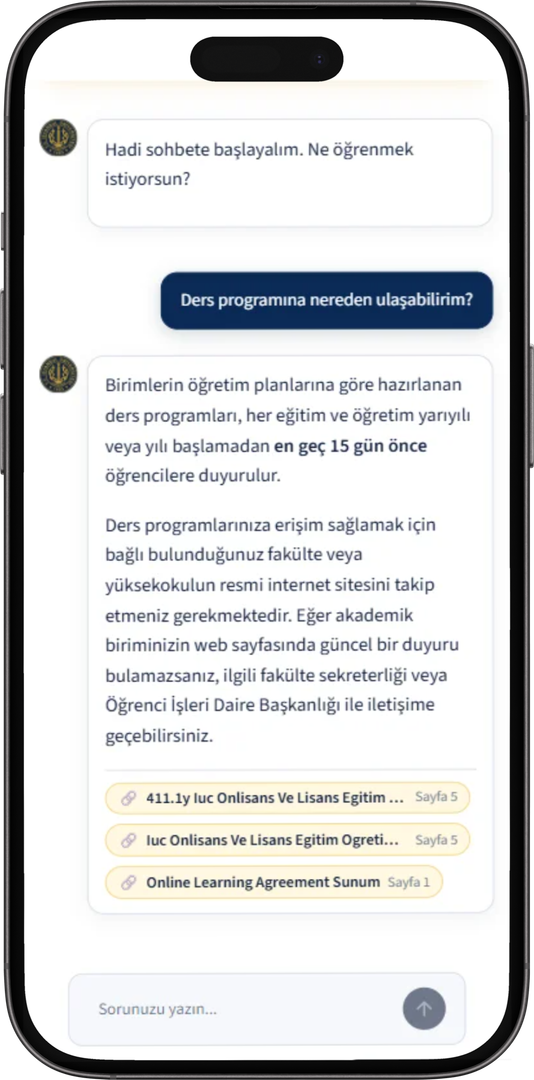 Hadi sohbete başlayalım. Ne öğrenmek
istiyorsun?
Ders programına nereden ulaşabilirim?
Birimlerin öğretim planlarına göre hazırlanan
ders programları, her eğitim ve öğretim yarıyılı
veya yılı başlamadan en geç 15 gün önce
öğrencilere duyurulur.
Ders programlarınıza erişim sağlamak için
bağlı bulunduğunuz fakülte veya
yüksekokulun resmi internet sitesini takip
etmeniz gerekmektedir. Eğer akademik
biriminizin web sayfasında güncel bir duyuru
bulamazsanız, ilgili fakülte sekreterliği veya
Öğrenci İşleri Daire Başkanlığı ile iletişime
geçebilirsiniz.
411.1y Iuc Onlisans Ve Lisans Egitim ... Sayfa 5
Iuc Onlisans Ve Lisans Egitim Ogreti... Sayfa 5
Online Learning Agreement Sunum Sayfa 1
Sorunuzu yazın...